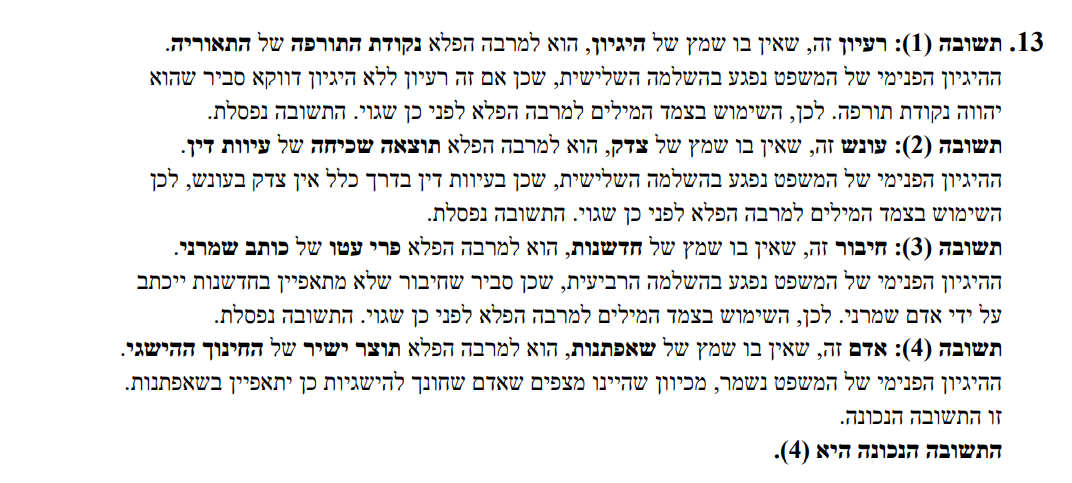 13. תשובה (1): רעיון זה, שאין בו שמץ של היגיון, הוא למרבה הפלא נקודת התורפה של התאוריה.
ההיגיון הפנימי של המשפט נפגע בהשלמה השלישית, שכן אם זה רעיון ללא היגיון דווקא סביר שהוא
יהווה נקודת תורפה. לכן, השימוש בצמד המילים למרבה הפלא לפני כן שגוי. התשובה נפסלת.
תשובה (2): עונש זה, שאין בו שמץ של צדק, הוא למרבה הפלא תוצאה שכיחה של עיוות דין.
ההיגיון הפנימי של המשפט נפגע בהשלמה השלישית, שכן בעיוות דין בדרך כלל אין צדק בעונש, לכן
השימוש בצמד המילים למרבה הפלא לפני כן שגוי. התשובה נפסלת.
תשובה (3): חיבור זה, שאין בו שמץ של חדשנות, הוא למרבה הפלא פרי עטו של כותב שמרני.
ההיגיון הפנימי של המשפט נפגע בהשלמה הרביעית, שכן סביר שחיבור שלא מתאפיין בחדשנות ייכתב
על ידי אדם שמרני. לכן, השימוש בצמד המילים למרבה הפלא לפני כן שגוי. התשובה נפסלת.
תשובה (4): אדם זה, שאין בו שמץ של שאפתנות, הוא למרבה הפלא תוצר ישיר של החינוך ההישגי.
ההיגיון הפנימי של המשפט נשמר, מכיוון שהיינו מצפים שאדם שחונך להישגיות כן יתאפיין בשאפתנות.
זו התשובה הנכונה.
התשובה הנכונה היא (4).